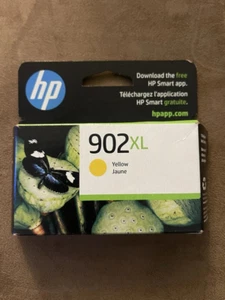 hp
Download the free
HP Smart app.
Téléchargez l'application
HP Smart gratuite.
hpapp.com
902XL
Yellow
Jaune